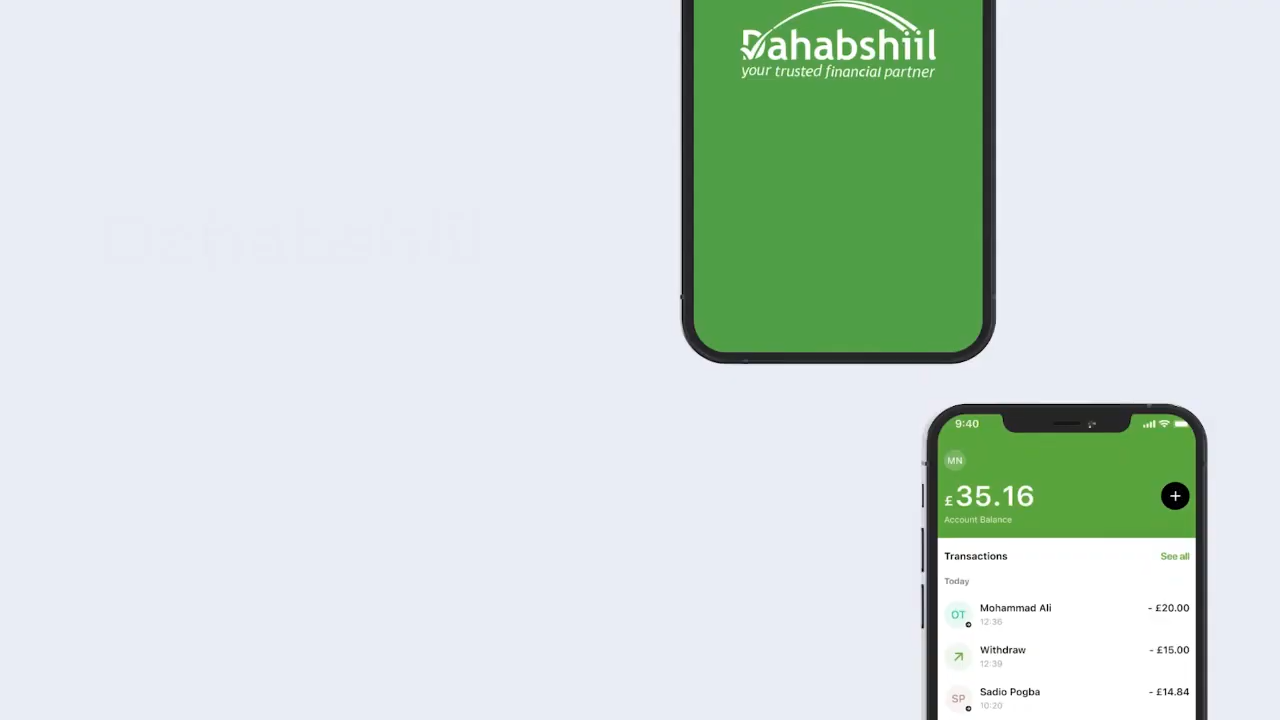 Dahabshiil
your trusted financial partner
Dahabshiil
9:40
MN
£35.16
+
Account Balance
Transactions
See all
Today
OT
Mohammad Ali
- £20.00
12:36
Withdraw
- £15.00
12:39
SP
Sadio Pogba
- £14.84
10:20